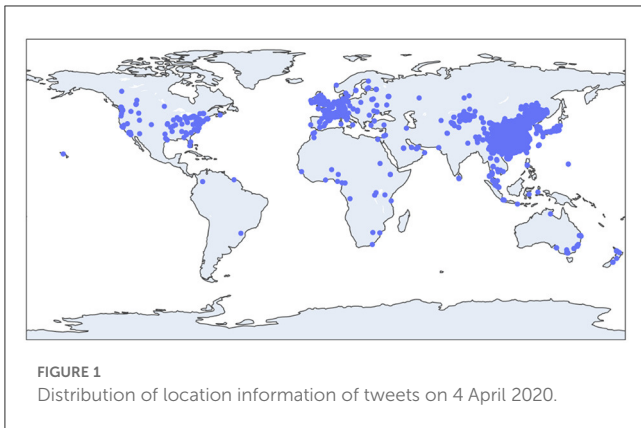 FIGURE 1
Distribution of location information of tweets on 4 April 2020.